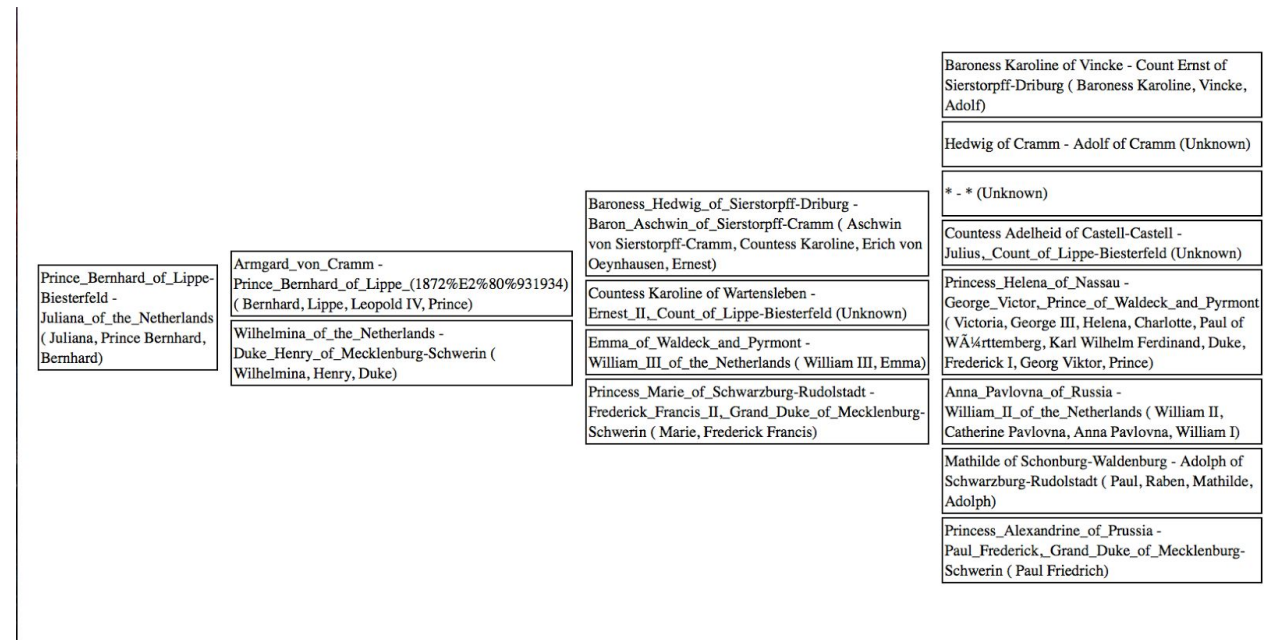 Prince_Bernhard_of_Lippe-
Biesterfeld -
Juliana_of_the_Netherlands
( Juliana, Prince Bernhard,
Bernhard)
Armgard_von_Cramm -
Prince_Bernhard_of_Lippe_(1872%E2%80%931934)
( Bernhard, Lippe, Leopold IV, Prince)
Wilhelmina_of_the_Netherlands -
Duke_Henry_of_Mecklenburg-Schwerin (
Wilhelmina, Henry, Duke)
Baroness_Hedwig_of_Sierstorpff-Driburg -
Baron_Aschwin_of_Sierstorpff-Cramm ( Aschwin
von Sierstorpff-Cramm, Countess Karoline, Erich von
Oeynhausen, Ernest)
Countess Karoline of Wartensleben -
Ernest_II,_Count_of_Lippe-Biesterfeld (Unknown)
Emma_of_Waldeck_and_Pyrmont -
William_III_of_the_Netherlands ( William III, Emma)
Princess_Marie_of_Schwarzburg-Rudolstadt -
Frederick_Francis_II,_Grand_Duke_of_Mecklenburg-
Schwerin ( Marie, Frederick Francis)
Baroness Karoline of Vincke - Count Ernst of
Sierstorpff-Driburg ( Baroness Karoline, Vincke,
Adolf)
Hedwig of Cramm - Adolf of Cramm (Unknown)
* - * (Unknown)
Countess Adelheid of Castell-Castell -
Julius,_Count_of_Lippe-Biesterfeld (Unknown)
Princess_Helena_of_Nassau -
George_Victor,_Prince_of_Waldeck_and_Pyrmont
( Victoria, George III, Helena, Charlotte, Paul of
WÃ¼rttemberg, Karl Wilhelm Ferdinand, Duke,
Frederick I, Georg Viktor, Prince)
Anna_Pavlovna_of_Russia -
William_II_of_the_Netherlands ( William II,
Catherine Pavlovna, Anna Pavlovna, William I)
Mathilde of Schonburg-Waldenburg - Adolph of
Schwarzburg-Rudolstadt ( Paul, Raben, Mathilde,
Adolph)
Princess_Alexandrine_of_Prussia -
Paul_Frederick,_Grand_Duke_of_Mecklenburg-
Schwerin ( Paul Friedrich)